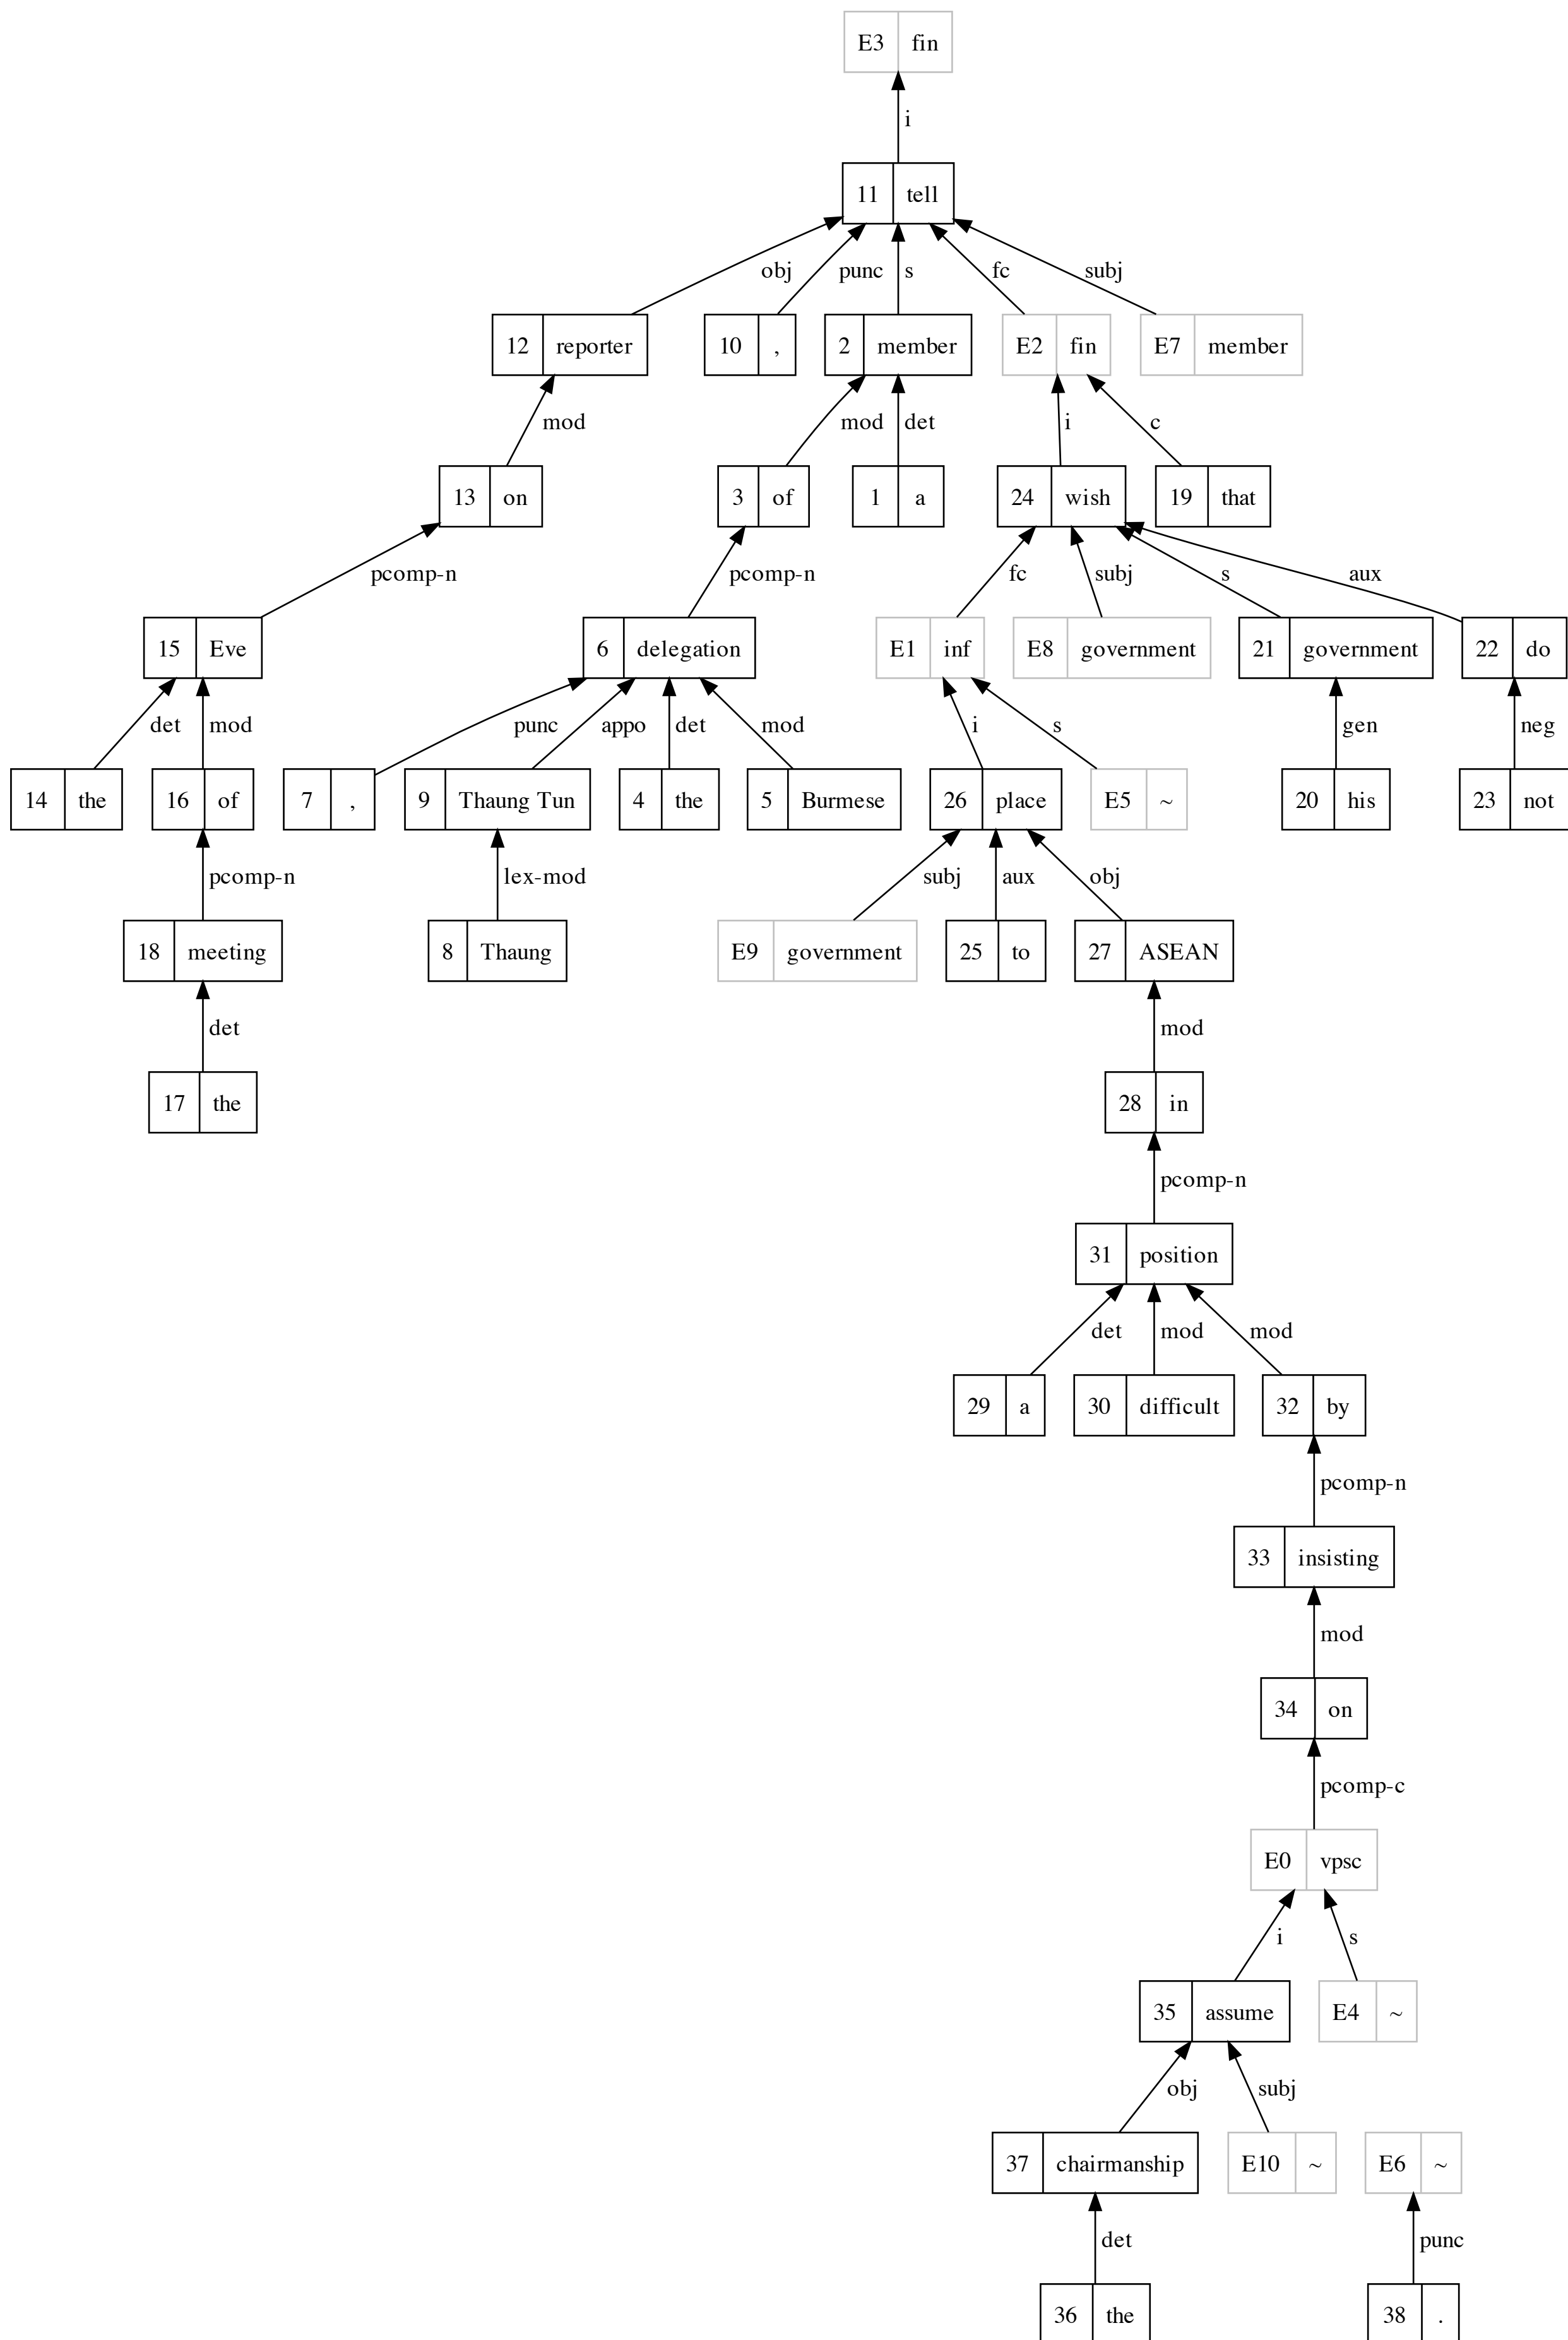 E3 fin
i
11 tell
obj punc s fc subj
12 reporter 10 , 2 member E2 fin E7 member
mod mod det i c
13 on 3 of 1 a 24 wish 19 that
pcomp-n pcomp-n fc subj s aux
15 Eve 6 delegation E1 inf E8 government 21 government 22 do
det mod punc appo det mod i s gen neg
14 the 16 of 7 , 9 Thaung Tun 4 the 5 Burmese 26 place E5 ~ 20 his 23 not
pcomp-n lex-mod subj aux obj
18 meeting 8 Thaung E9 government 25 to 27 ASEAN
det mod
17 the 28 in
pcomp-n
31 position
det mod mod
29 a 30 difficult 32 by
pcomp-n
33 insisting
mod
34 on
pcomp-c
E0 vpsc
i s
35 assume E4 ~
obj subj
37 chairmanship E10 ~ E6 ~
det punc
36 the 38 .